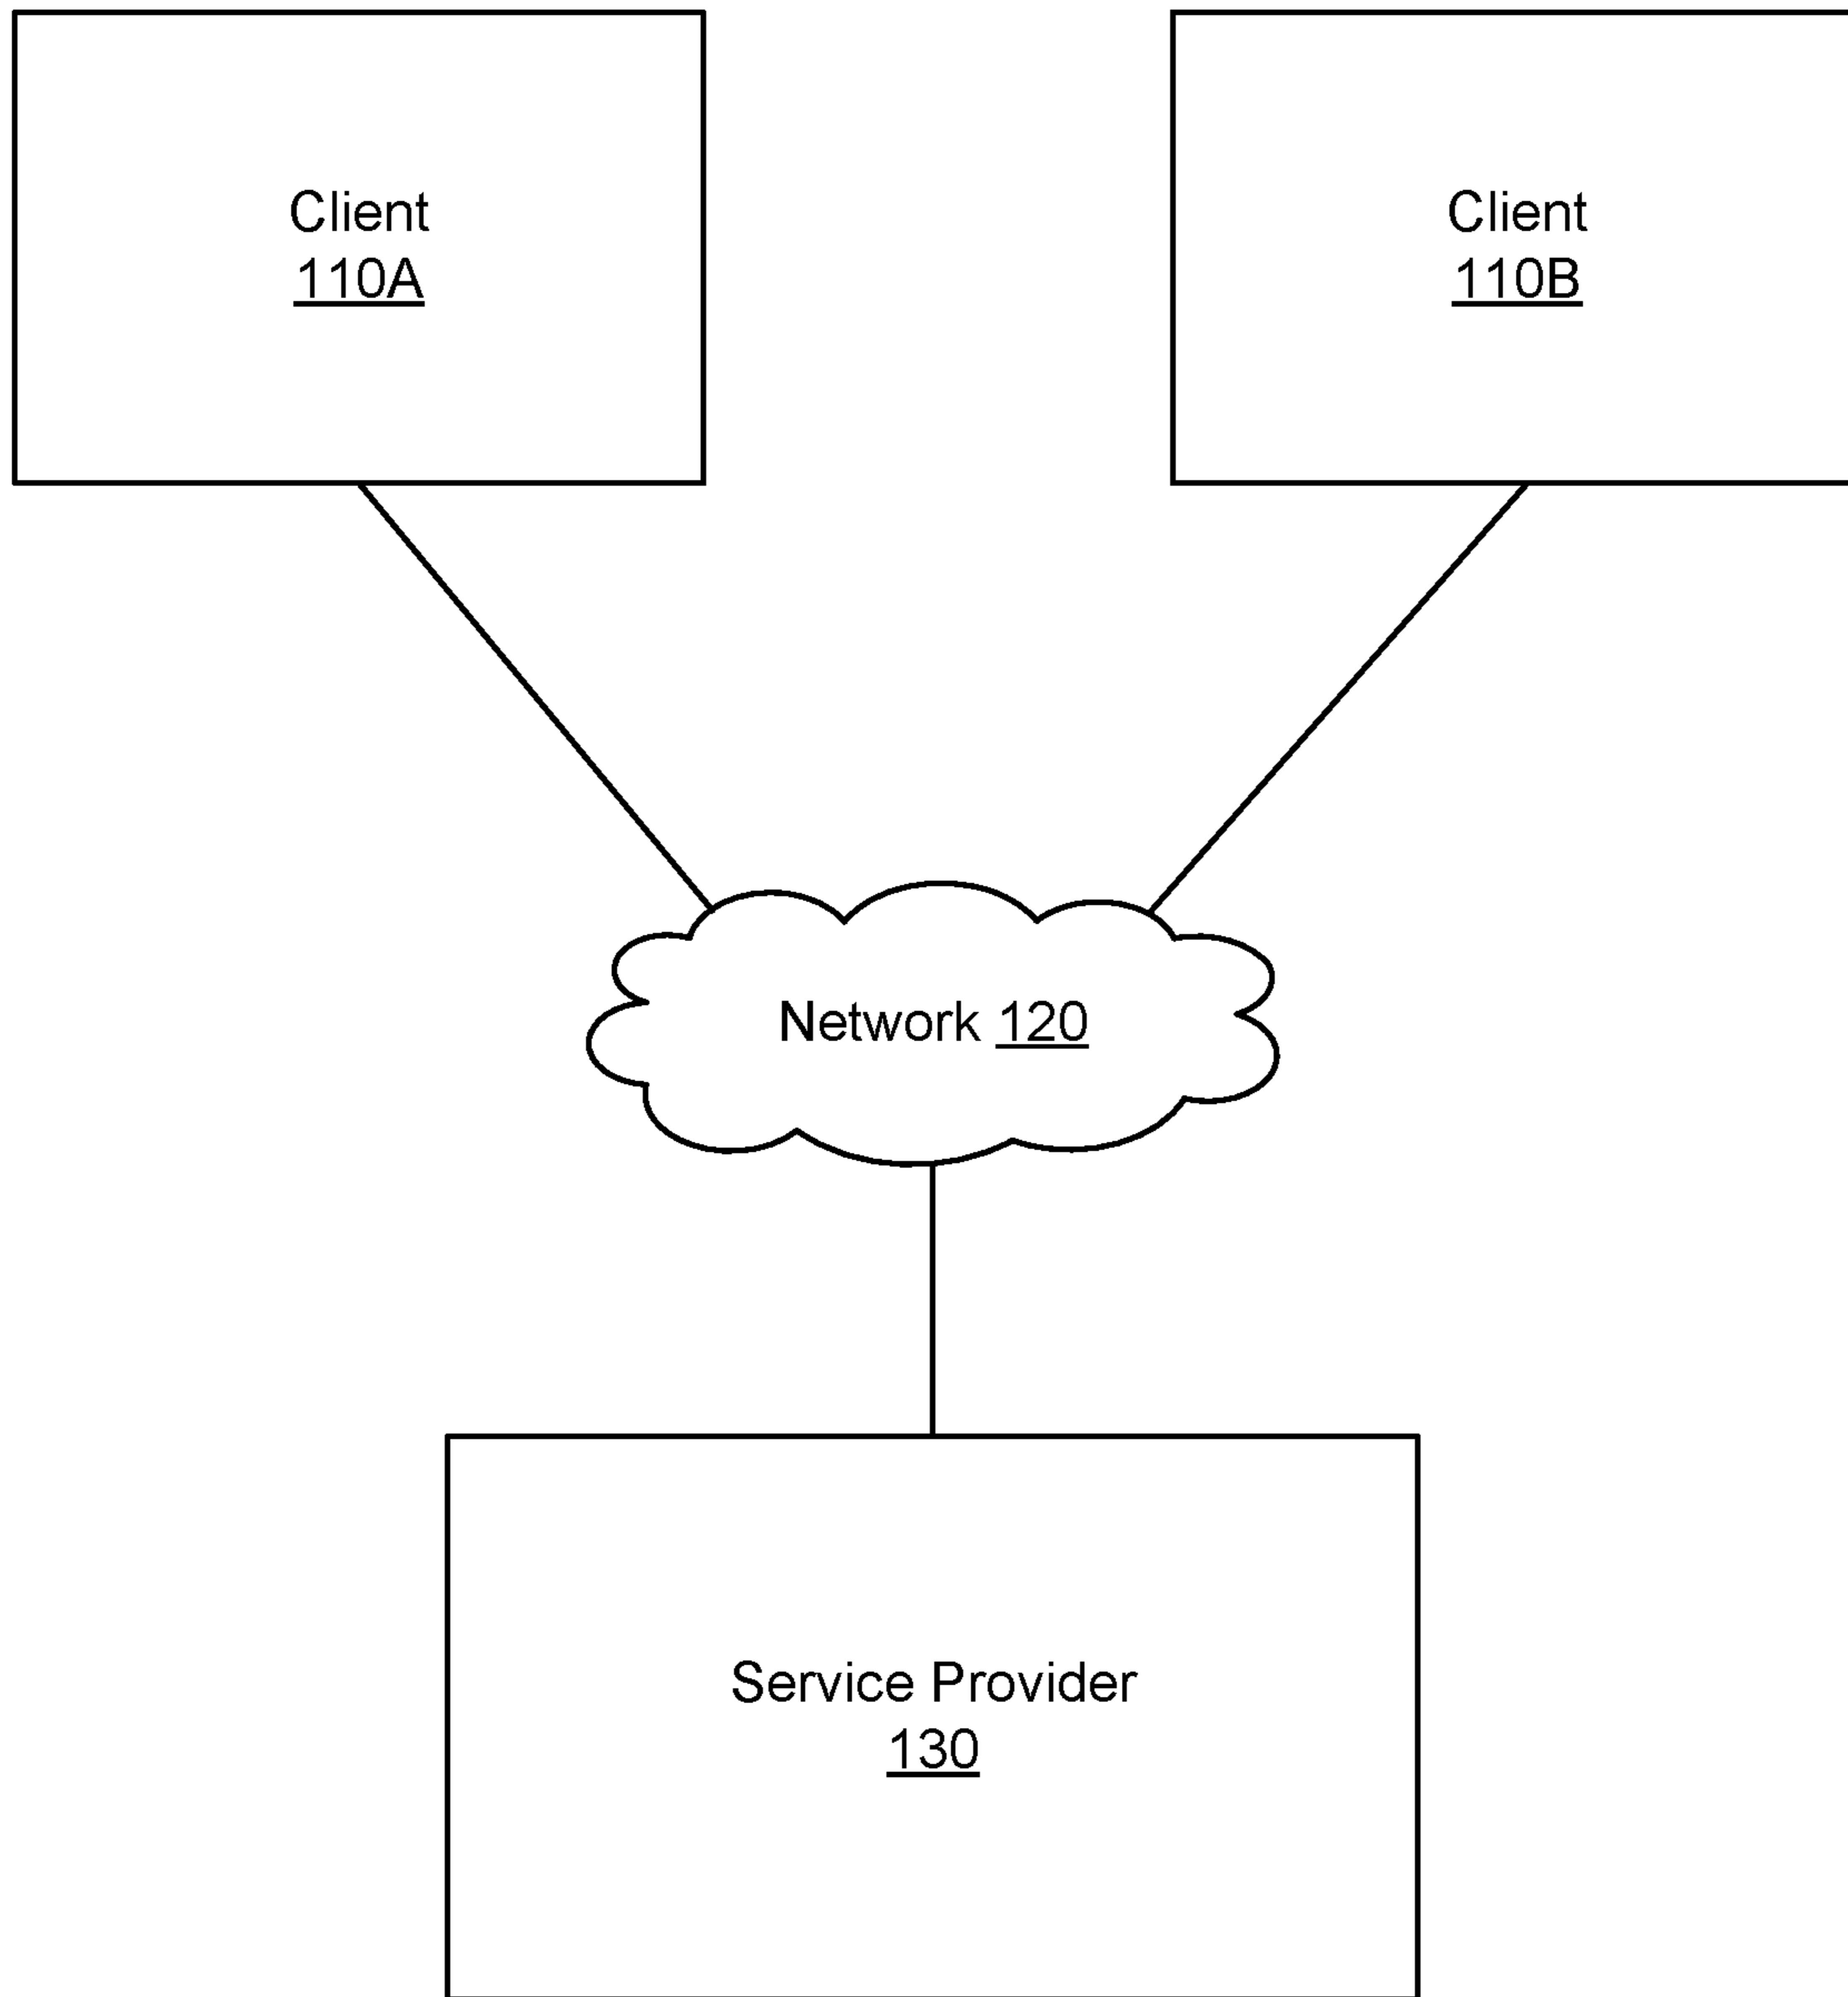 Client
110A
Client
110B
Network 120
Service Provider
130